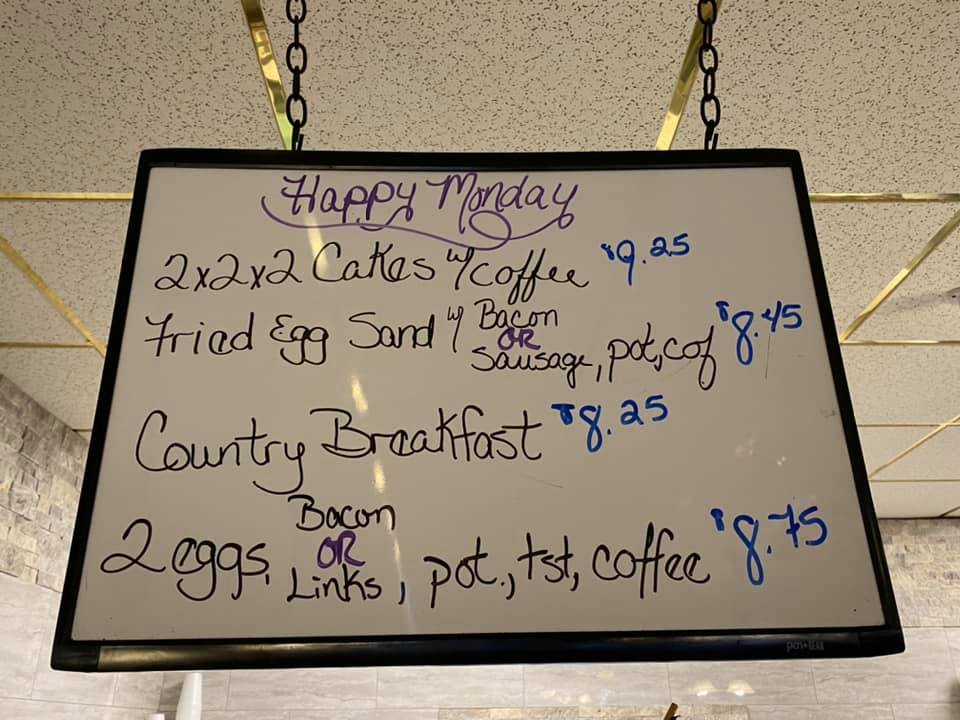 Happy Monday
2x2x2 Cakes w/ coffee $9.25
Fried Egg Sand w/ Bacon OR Sausage, pot, cof $8.45
Country Breakfast $8.25
2 eggs, Bacon OR Links, pot., tst, coffee $8.75